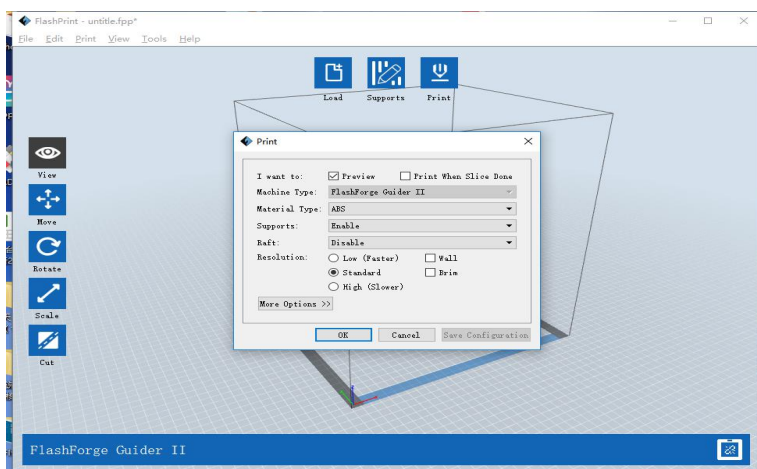 FlashPrint - untitle.fpp*
File Edit Print View Tools Help
Load Supports Print
Print
View
I want to: Preview Print When Slice Done
Machine Type: FlashForge Guider II
Material Type: ABS
Move
Supports: Enable
Raft: Disable
Resolution: Low (Faster) Wall
Rotate
Standard Brim
High (Slower)
More Options >>
Scale
OK Cancel Save Configuration
Cut
FlashForge Guider II